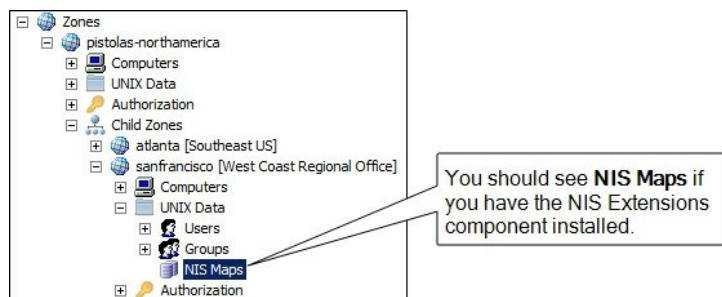 Zones
pistolas-northamerica
Computers
UNIX Data
Authorization
Child Zones
atlanta [Southeast US]
sanfrancisco [West Coast Regional Office]
Computers
UNIX Data
Users
Groups
NIS Maps
Authorization
You should see NIS Maps if
you have the NIS Extensions
component installed.